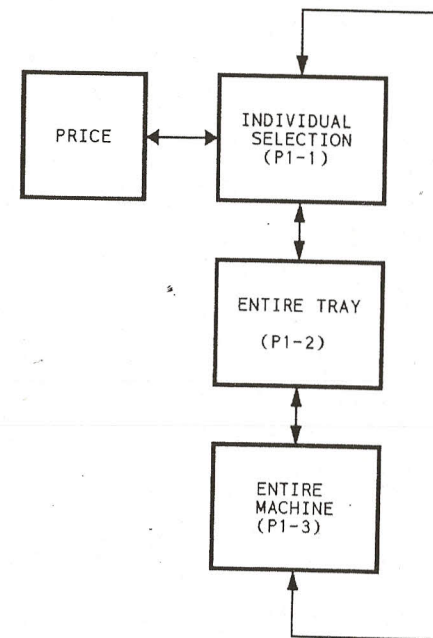 PRICE
INDIVIDUAL
SELECTION
(P1-1)
ENTIRE TRAY
(P1-2)
ENTIRE
MACHINE
(P1-3)